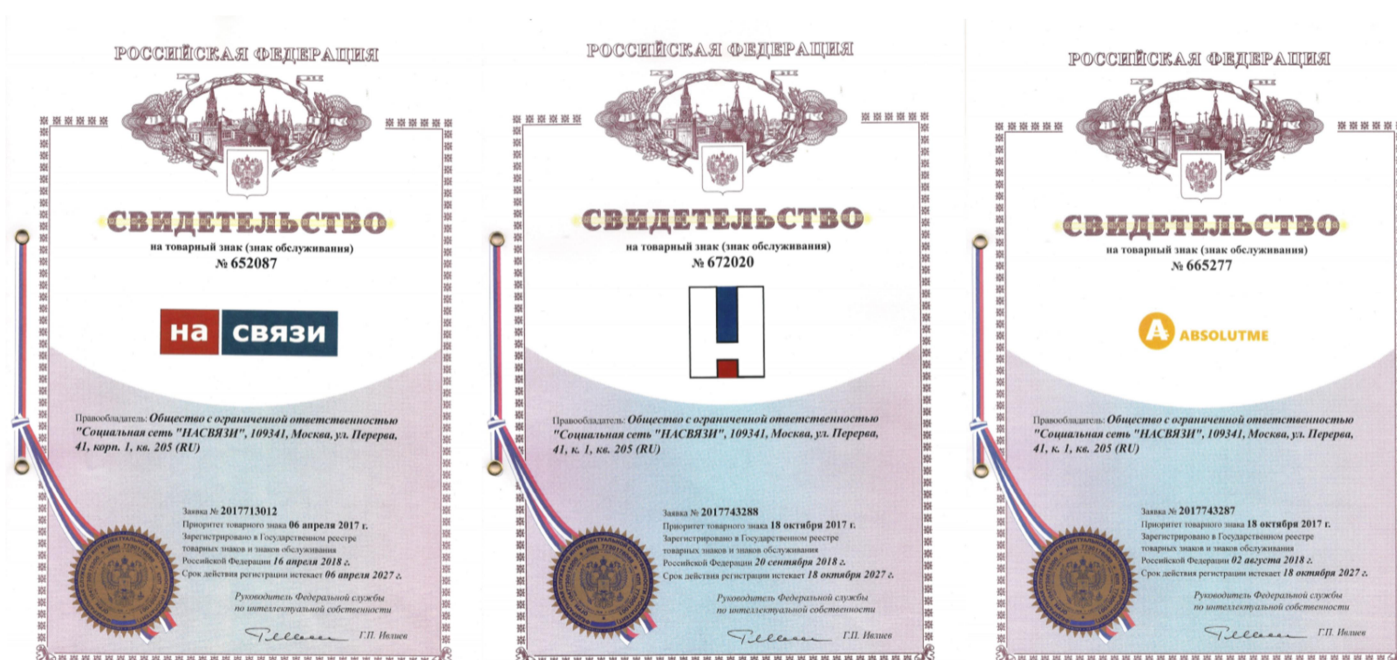 РОССИЙСКАЯ ФЕДЕРАЦИЯ
СВИДЕТЕЛЬСТВО
на товарный знак (знак обслуживания)
№ 652087
на связи
Правообладатель: Общество с ограниченной ответственностью
"Социальная сеть "НАСВЯЗИ", 109341, Москва, ул. Перерва,
41, корп. 1, кв. 205 (RU)
Заявка № 2017713012
Приоритет товарного знака 06 апреля 2017 г.
Зарегистрировано в Государственном реестре
товарных знаков и знаков обслуживания
Российской Федерации 16 апреля 2018 г.
Срок действия регистрации истекает 06 апреля 2027 г.
Руководитель Федеральной службы
по интеллектуальной собственности
Г.П. Ивлиев
РОССИЙСКАЯ ФЕДЕРАЦИЯ
СВИДЕТЕЛЬСТВО
на товарный знак (знак обслуживания)
№ 672020
Правообладатель: Общество с ограниченной ответственностью
"Социальная сеть "НАСВЯЗИ", 109341, Москва, ул. Перерва,
41, к. 1, кв. 205 (RU)
Заявка № 2017743288
Приоритет товарного знака 18 октября 2017 г.
Зарегистрировано в Государственном реестре
товарных знаков и знаков обслуживания
Российской Федерации 20 сентября 2018 г.
Срок действия регистрации истекает 18 октября 2027 г.
Руководитель Федеральной службы
по интеллектуальной собственности
Г.П. Ивлиев
РОССИЙСКАЯ ФЕДЕРАЦИЯ
СВИДЕТЕЛЬСТВО
на товарный знак (знак обслуживания)
№ 665277
ABSOLUTME
Правообладатель: Общество с ограниченной ответственностью
"Социальная сеть "НАСВЯЗИ", 109341, Москва, ул. Перерва,
41, к. 1, кв. 205 (RU)
Заявка № 2017743287
Приоритет товарного знака 18 октября 2017 г.
Зарегистрировано в Государственном реестре
товарных знаков и знаков обслуживания
Российской Федерации 02 августа 2018 г.
Срок действия регистрации истекает 18 октября 2027 г.
Руководитель Федеральной службы
по интеллектуальной собственности
Г.П. Ивлиев